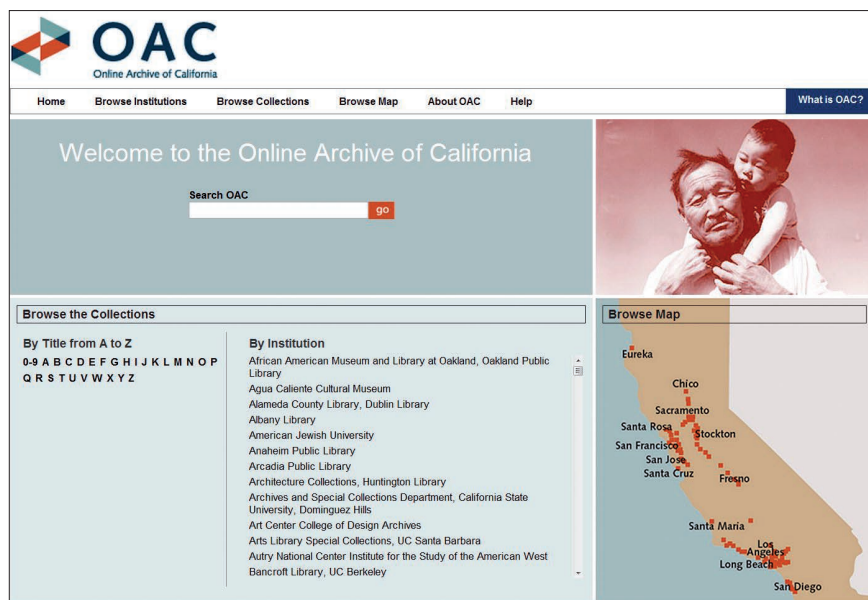 OAC
Online Archive of California
Home Browse Institutions Browse Collections Browse Map About OAC Help What is OAC?
Welcome to the Online Archive of California
Search OAC
go
Browse the Collections
By Title from A to Z
0-9 A B C D E F G H I J K L M N O P
Q R S T U V W X Y Z
By Institution
African American Museum and Library at Oakland, Oakland Public
Library
Agua Caliente Cultural Museum
Alameda County Library, Dublin Library
Albany Library
American Jewish University
Anaheim Public Library
Arcadia Public Library
Architecture Collections, Huntington Library
Archives and Special Collections Department, California State
University, Dominguez Hills
Art Center College of Design Archives
Arts Library Special Collections, UC Santa Barbara
Autry National Center Institute for the Study of the American West
Bancroft Library, UC Berkeley
Browse Map
Eureka
Chico
Sacramento
Santa Rosa
Stockton
San Francisco
San Jose
Santa Cruz
Fresno
Santa Maria
Los
Angeles
Long Beach
San Diego